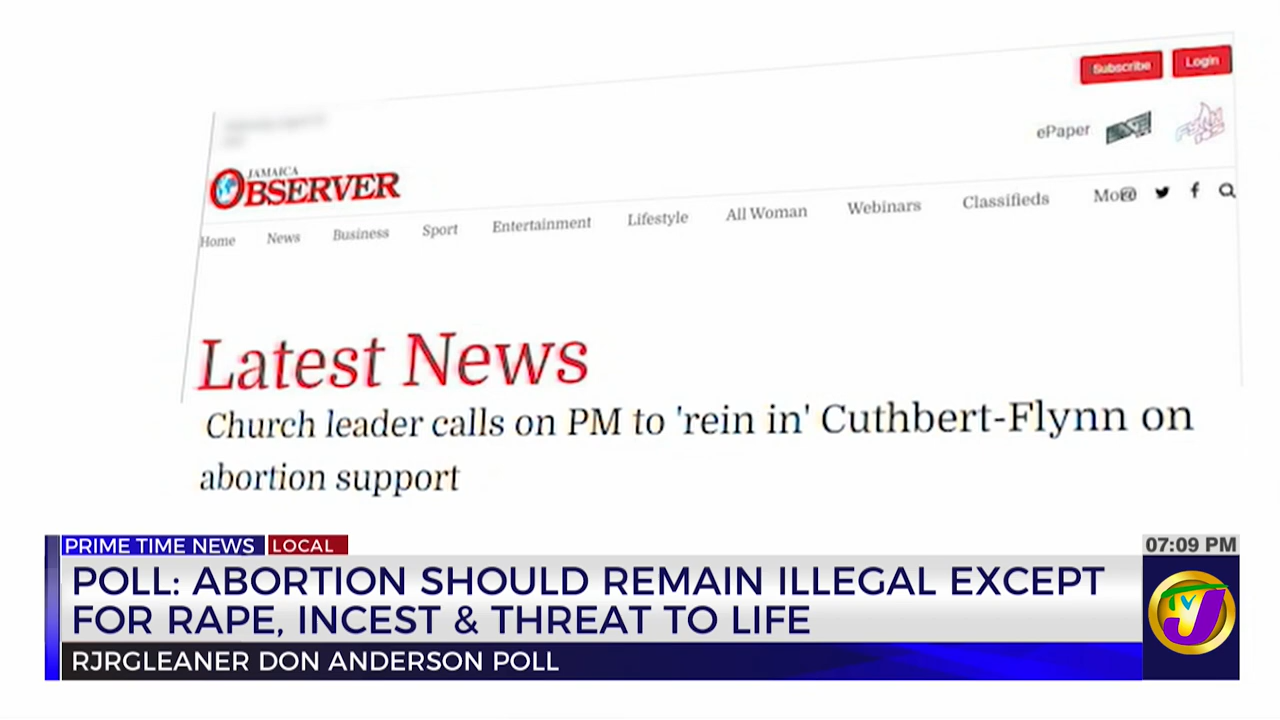 Subscribe
Login
ePaper
JAMAICA
OBSERVER
Home News Business Sport Entertainment Lifestyle All Woman Webinars Classifieds More
Latest News
Church leader calls on PM to 'rein in' Cuthbert-Flynn on
abortion support
PRIME TIME NEWS LOCAL
07:09 PM
POLL: ABORTION SHOULD REMAIN ILLEGAL EXCEPT
FOR RAPE, INCEST & THREAT TO LIFE
RJRGLEANER DON ANDERSON POLL
TVJ